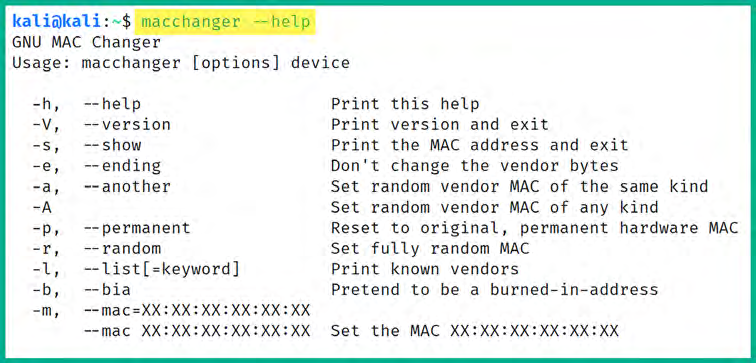 kali@kali:~$ macchanger --help
GNU MAC Changer
Usage: macchanger [options] device
-h, --help Print this help
-V, --version Print version and exit
-s, --show Print the MAC address and exit
-e, --ending Don't change the vendor bytes
-a, --another Set random vendor MAC of the same kind
-A Set random vendor MAC of any kind
-p, --permanent Reset to original, permanent hardware MAC
-r, --random Set fully random MAC
-l, --list[=keyword] Print known vendors
-b, --bia Pretend to be a burned-in-address
-m, --mac=XX:XX:XX:XX:XX:XX
--mac XX:XX:XX:XX:XX:XX Set the MAC XX:XX:XX:XX:XX:XX